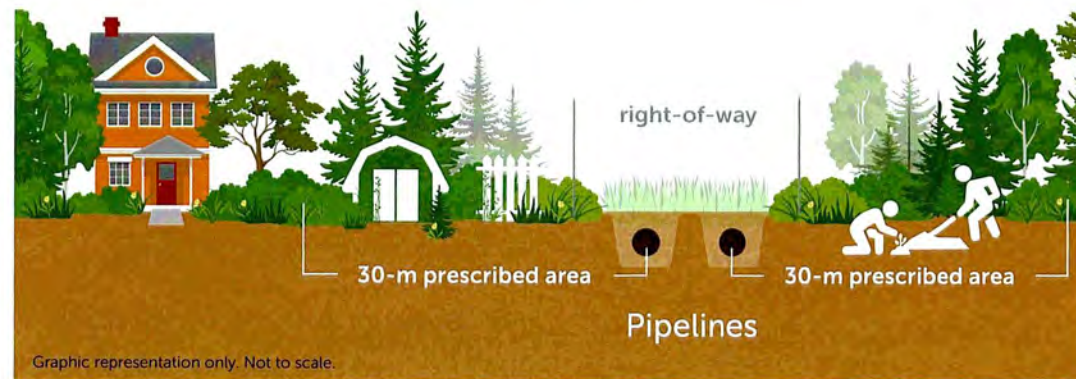 right-of-way
30-m prescribed area
30-m prescribed area
Pipelines
Graphic representation only. Not to scale.